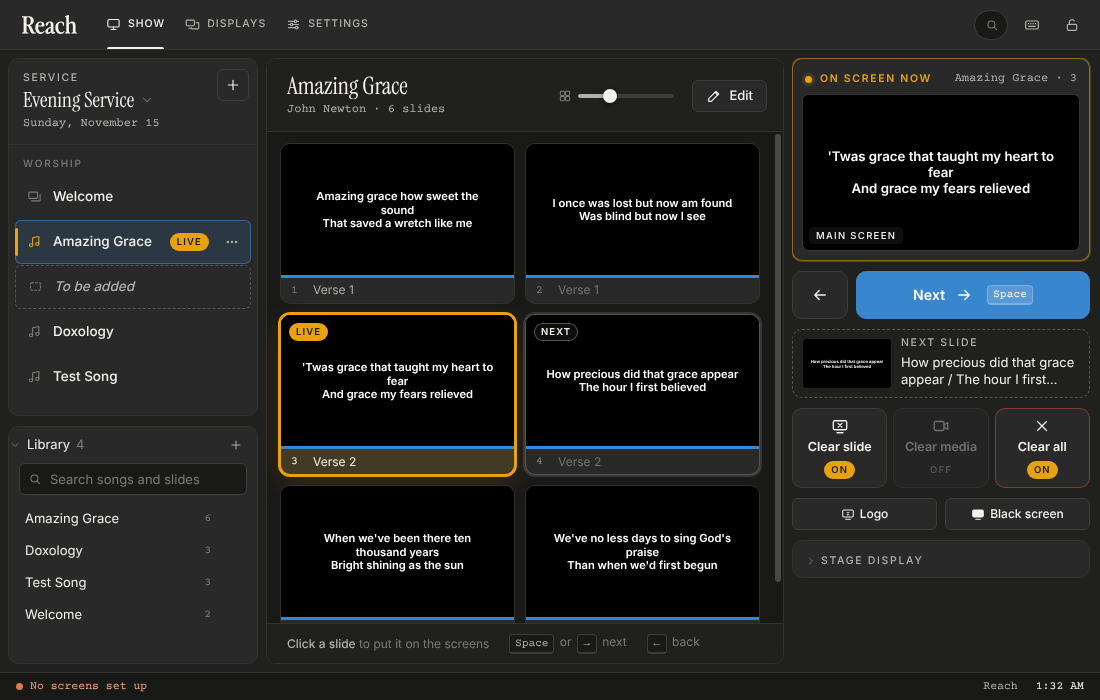 Reach
SHOW
DISPLAYS
SETTINGS
SERVICE
Evening Service
Sunday, November 15
WORSHIP
Welcome
Amazing Grace
LIVE
To be added
Doxology
Test Song
Library 4
Search songs and slides
Amazing Grace 6
Doxology 3
Test Song 3
Welcome 2
Amazing Grace
John Newton · 6 slides
Edit
Amazing grace how sweet the
sound
That saved a wretch like me
1 Verse 1
I once was lost but now am found
Was blind but now I see
2 Verse 1
LIVE
'Twas grace that taught my heart to
fear
And grace my fears relieved
3 Verse 2
NEXT
How precious did that grace appear
The hour I first believed
4 Verse 2
When we've been there ten
thousand years
Bright shining as the sun
We've no less days to sing God's
praise
Than when we'd first begun
Click a slide to put it on the screens
Space or → next
← back
ON SCREEN NOW
Amazing Grace · 3
'Twas grace that taught my heart to
fear
And grace my fears relieved
MAIN SCREEN
Next → Space
How precious did that grace appear
The hour I first believed
NEXT SLIDE
How precious did that grace
appear / The hour I first…
Clear slide
ON
Clear media
OFF
Clear all
ON
Logo
Black screen
STAGE DISPLAY
No screens set up
Reach
1:32 AM